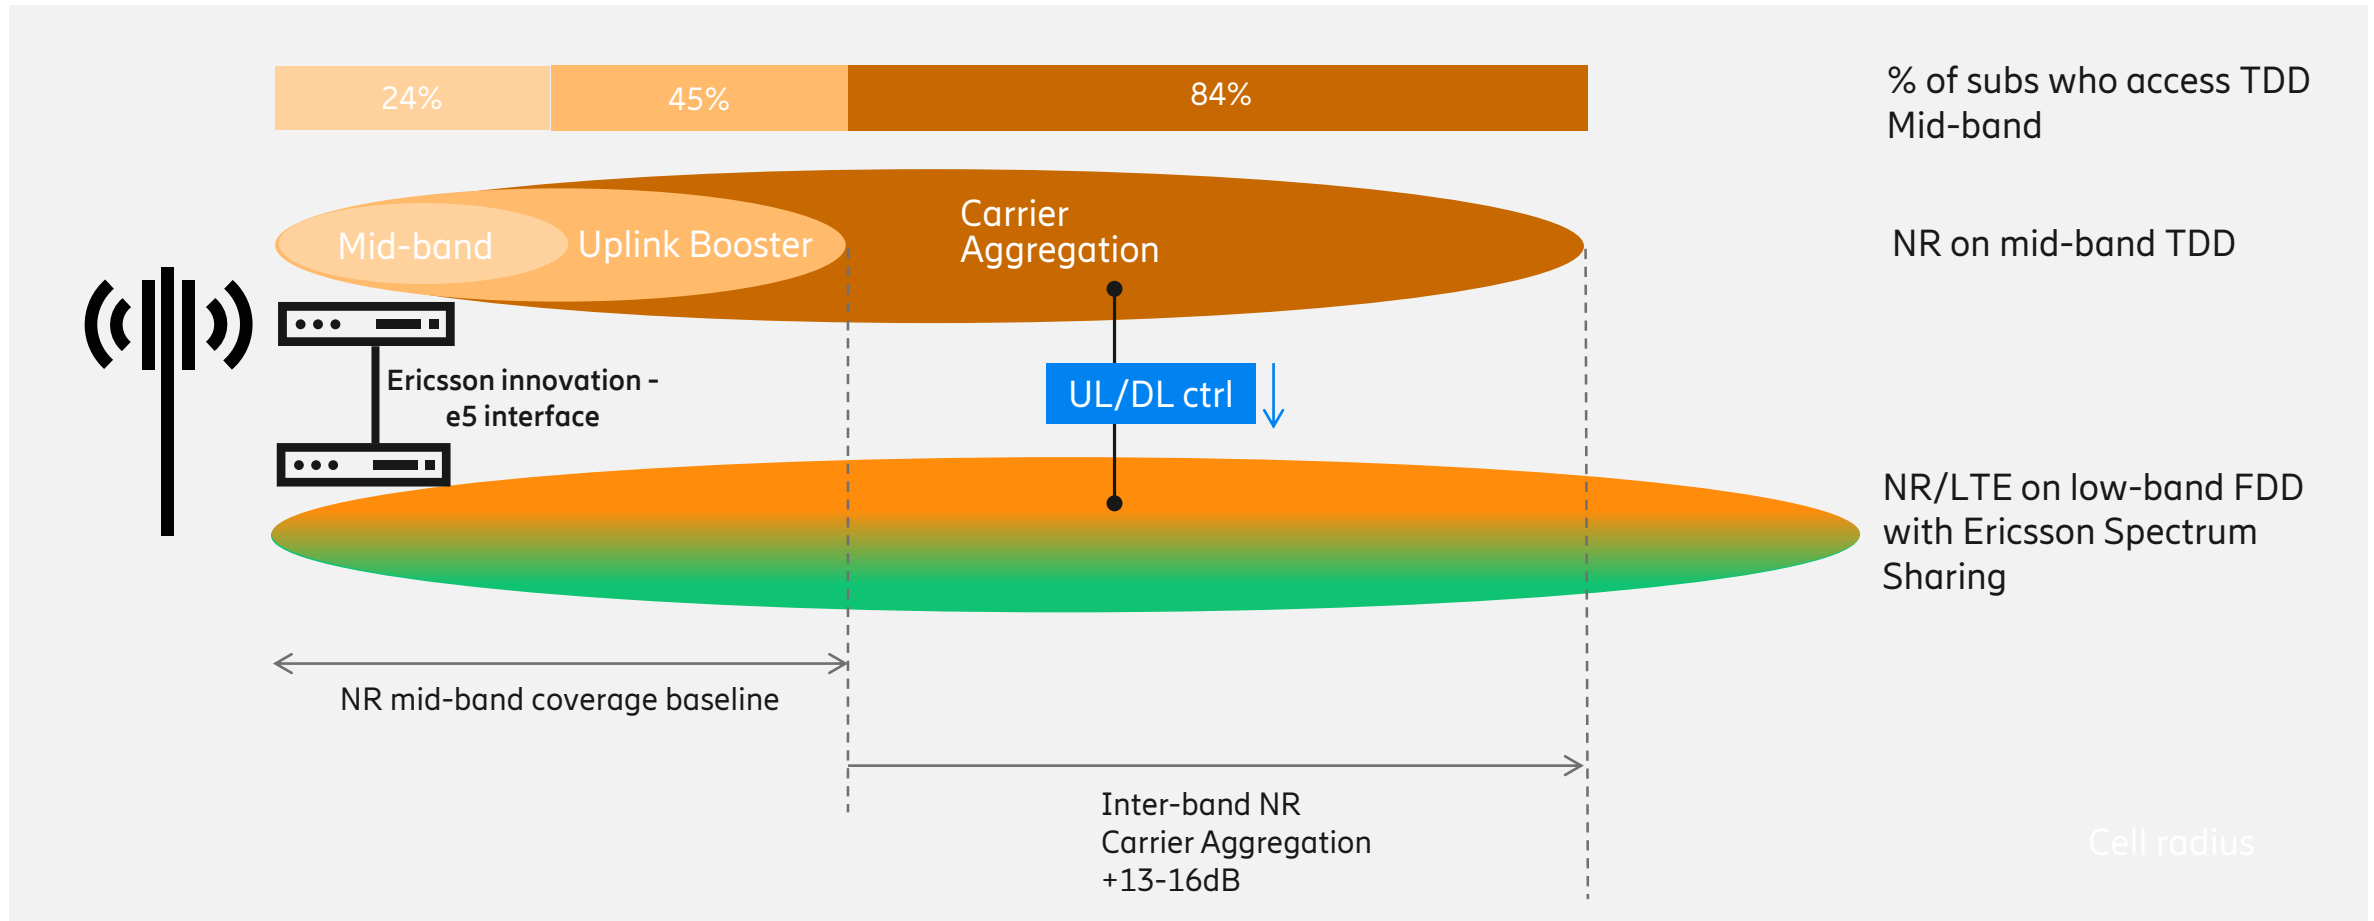 24%
45%
84%
% of subs who access TDD
Mid-band
Mid-band
Uplink Booster
Carrier
Aggregation
NR on mid-band TDD
Ericsson innovation -
e5 interface
UL/DL ctrl
NR/LTE on low-band FDD
with Ericsson Spectrum
Sharing
NR mid-band coverage baseline
Inter-band NR
Carrier Aggregation
+13-16dB
Cell radius